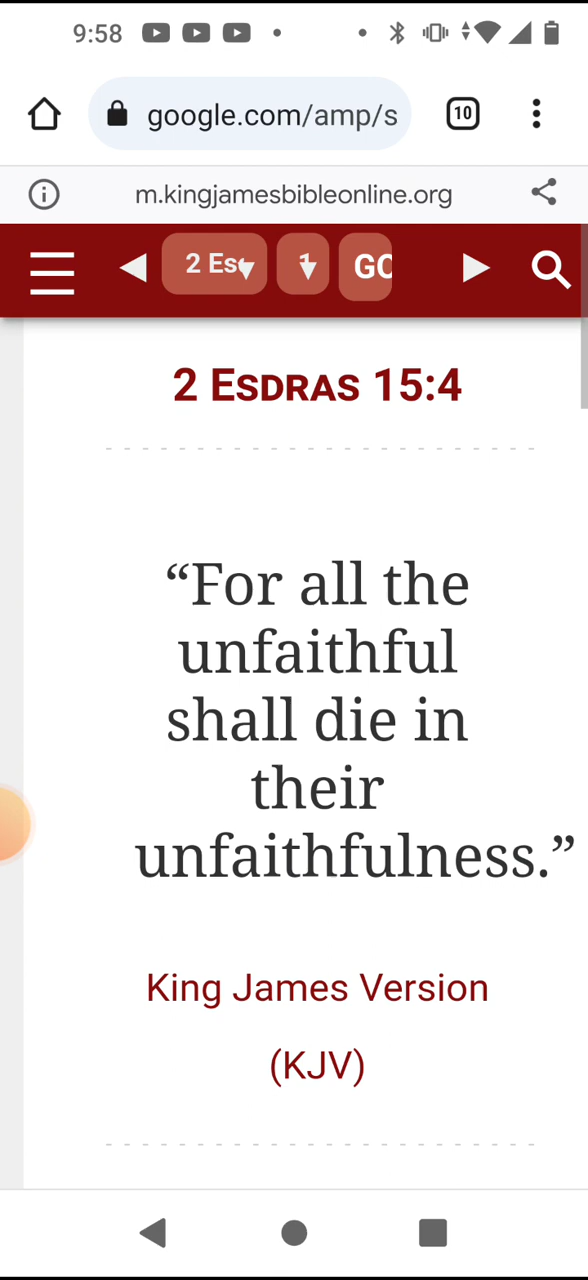 9:58
google.com/amp/s
10
m.kingjamesbibleonline.org
2 Es
1
GO
2 ESDRAS 15:4
“For all the
unfaithful
shall die in
their
unfaithfulness.”
King James Version
(KJV)